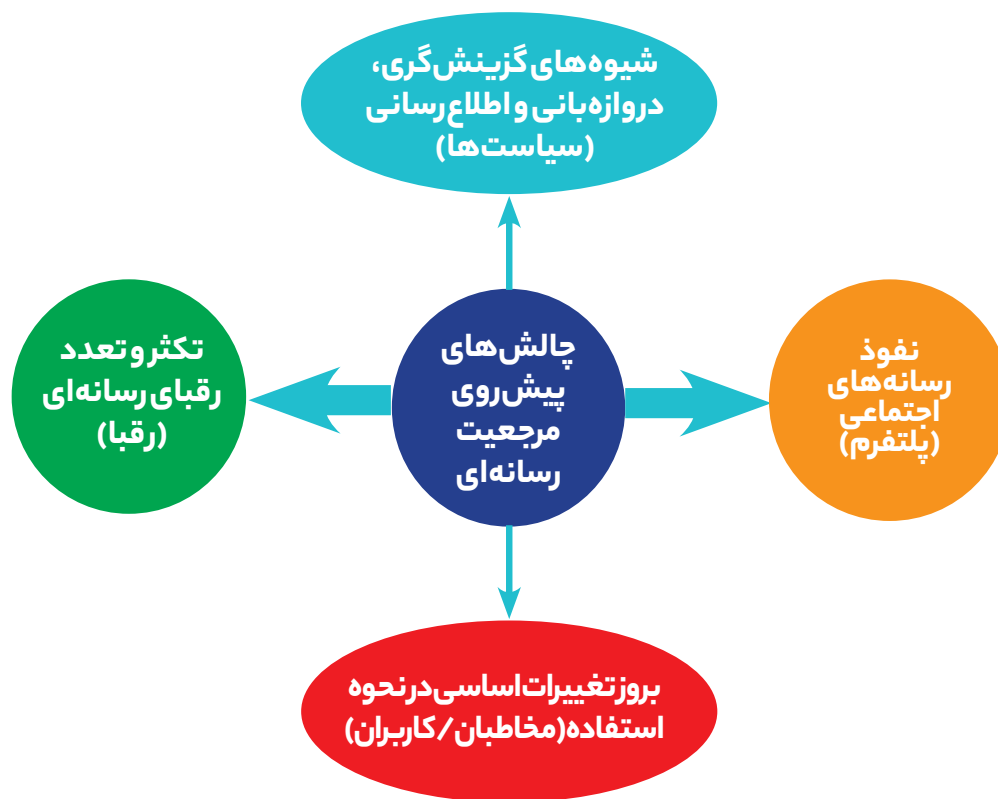 شیوه‌های گزینش‌گری،
دروازه‌بانی و اطلاع‌رسانی
(سیاست‌ها)
نفوذ
رسانه‌های
اجتماعی
(پلتفرم)
چالش‌های
پیش‌روی
مرجعیت
رسانه‌ای
تکثر و تعدد
رقبای رسانه‌ای
(رقبا)
بروز تغییرات اساسی در نحوه
استفاده (مخاطبان/کاربران)